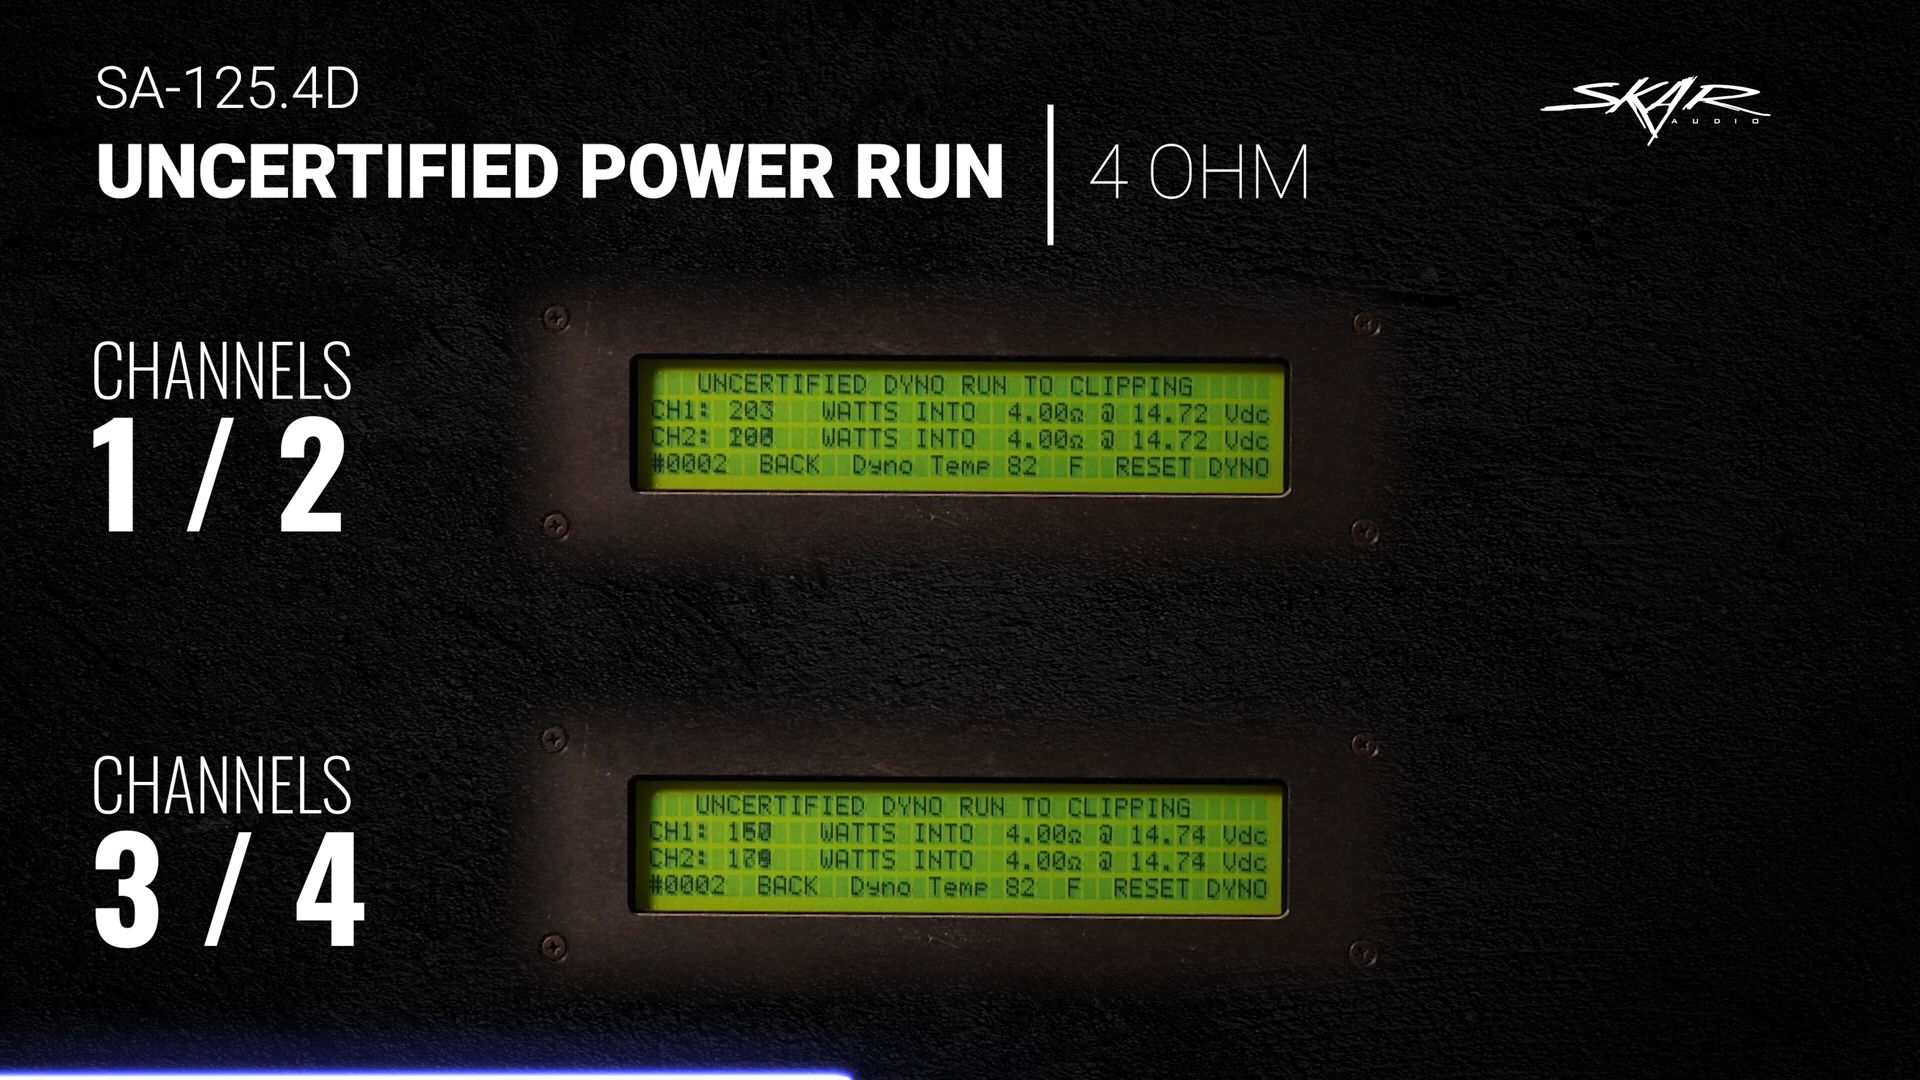 SA-125.4D
UNCERTIFIED POWER RUN
4 OHM
SKAR
AUDIO
CHANNELS
1 / 2
UNCERTIFIED DYNO RUN TO CLIPPING
CH1: 203 WATTS INTO 4.00Ω @ 14.72 Vdc
CH2: WATTS INTO 4.00Ω @ 14.72 Vdc
#0002 BACK Dyno Temp 82 F RESET DYNO
CHANNELS
3 / 4
UNCERTIFIED DYNO RUN TO CLIPPING
CH1: WATTS INTO 4.00Ω @ 14.74 Vdc
CH2: WATTS INTO 4.00Ω @ 14.74 Vdc
#0002 BACK Dyno Temp 82 F RESET DYNO